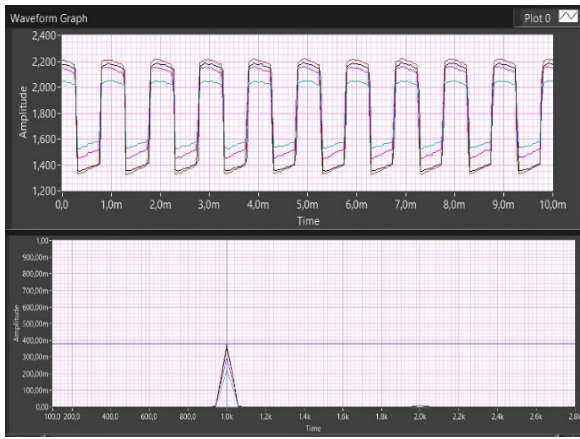 Waveform Graph
Plot 0
2,400
2,200
2,000
1,800
1,600
1,400
1,200
Amplitude
0,0 1,0m 2,0m 3,0m 4,0m 5,0m 6,0m 7,0m 8,0m 9,0m 10,0m
Time
1,00
900,00m
800,00m
700,00m
600,00m
500,00m
400,00m
300,00m
200,00m
100,00m
0,00
Amplitude
100,0 200,0 400,0 600,0 800,0 1,0k 1,2k 1,4k 1,6k 1,8k 2,0k 2,2k 2,4k 2,6k 2,8k
Time